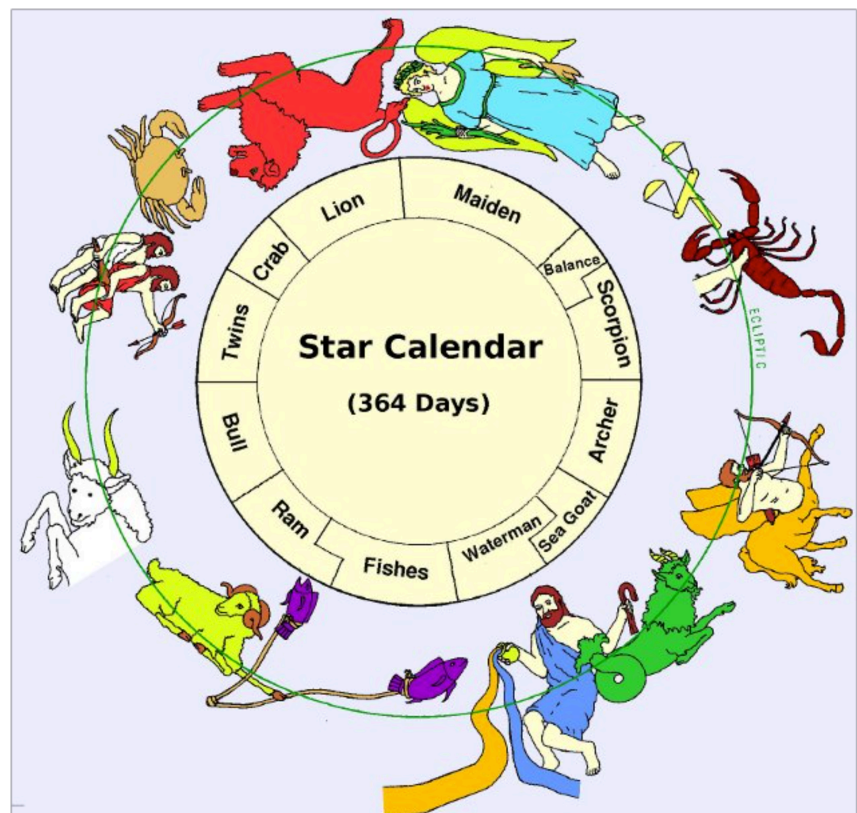 Star Calendar
(364 Days)
Lion
Maiden
Balance
Scorpion
Archer
Sea Goat
Waterman
Fishes
Ram
Bull
Twins
Crab
ECLIPTIC